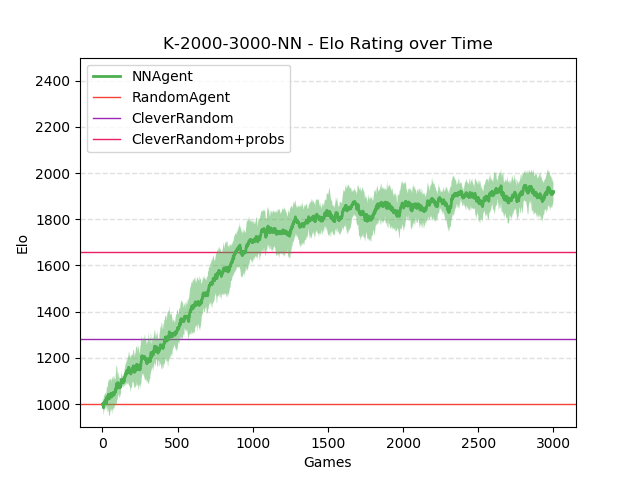 K-2000-3000-NN - Elo Rating over Time
NNAgent
RandomAgent
CleverRandom
CleverRandom+probs
2400
2200
2000
1800
1600
1400
1200
1000
Elo
0 500 1000 1500 2000 2500 3000
Games